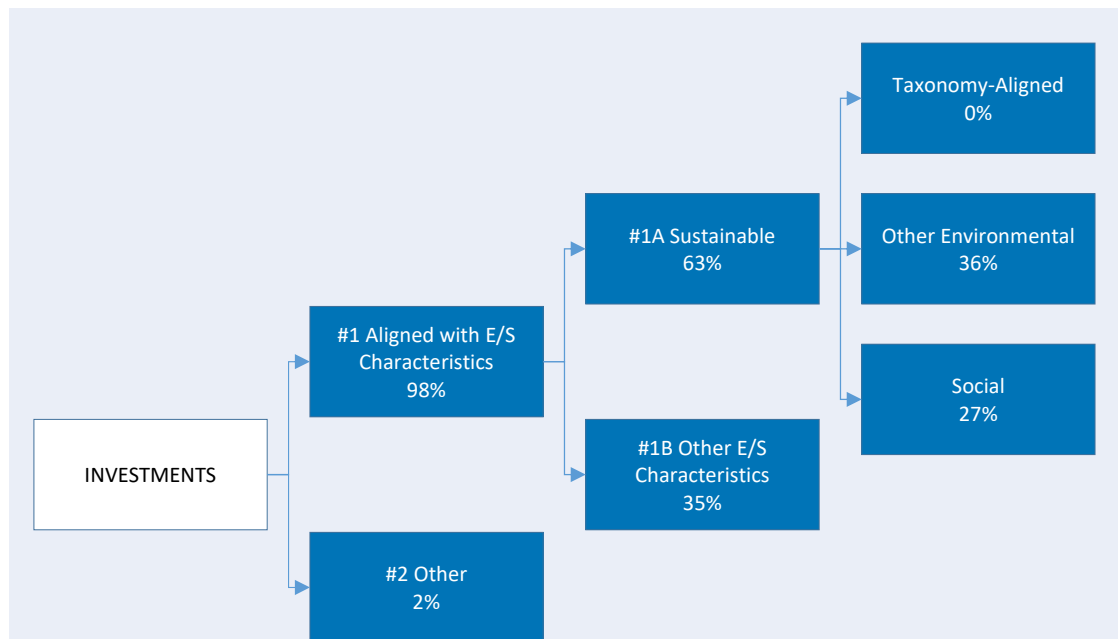 INVESTMENTS
#1 Aligned with E/S
Characteristics
98%
#2 Other
2%
#1A Sustainable
63%
#1B Other E/S
Characteristics
35%
Taxonomy-Aligned
0%
Other Environmental
36%
Social
27%